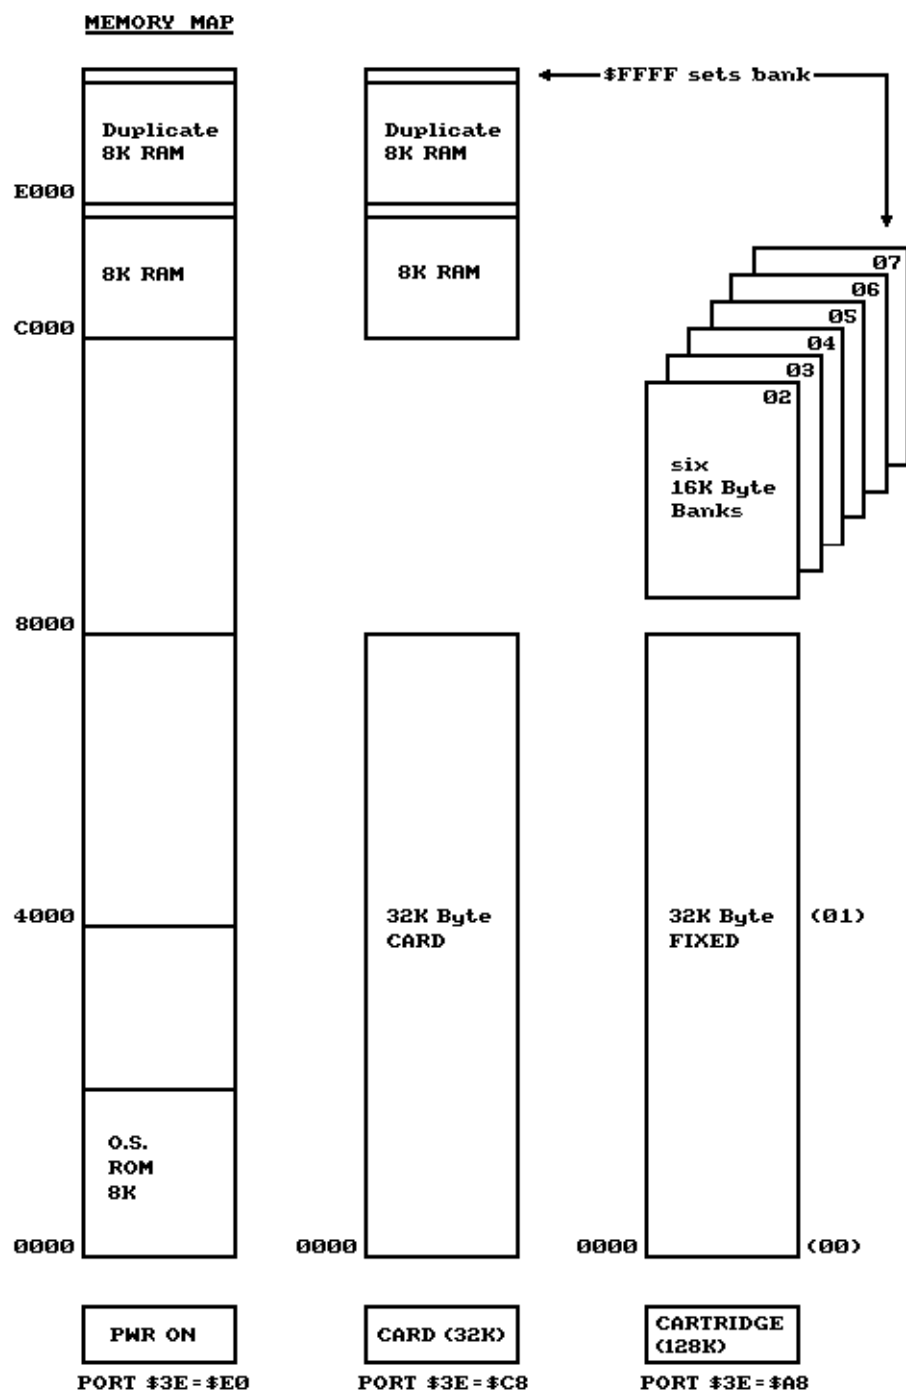 MEMORY MAP
$FFFF sets bank
Duplicate
8K RAM
Duplicate
8K RAM
E000
8K RAM
8K RAM
C000
07
06
05
04
03
02
six
16K Byte
Banks
8000
4000
32K Byte
CARD
32K Byte
FIXED
(01)
O.S.
ROM
8K
0000
0000
0000
(00)
PWR ON
CARD (32K)
CARTRIDGE
(128K)
PORT $3E=$E0
PORT $3E=$C8
PORT $3E=$A8